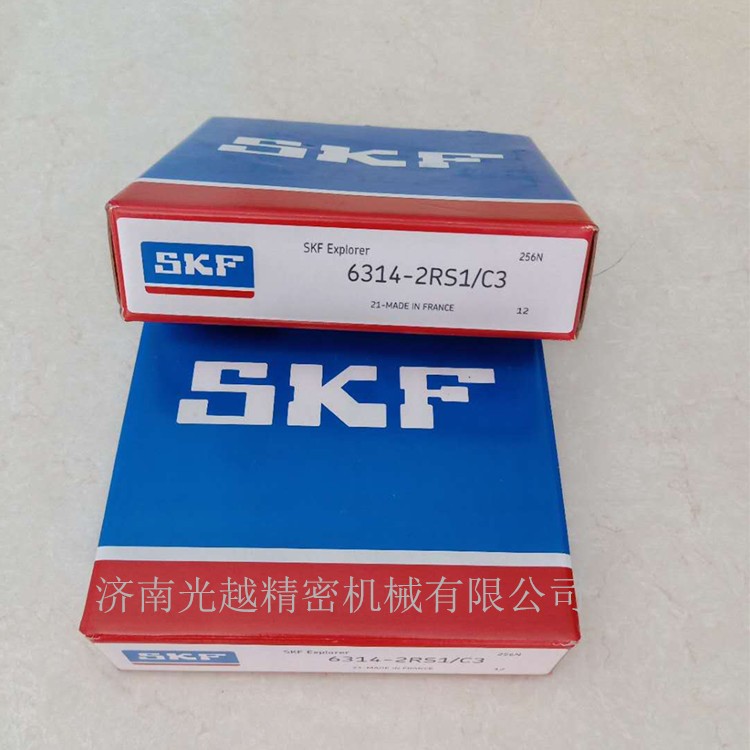 SKF
SKF
SKF Explorer
256N
6314-2RS1/C3
21-MADE IN FRANCE
12
SKF
济南光越精密机械有限公司
SKF
SKF Explorer
256N
6314-2RS1/C3
21-MADE IN FRANCE
12